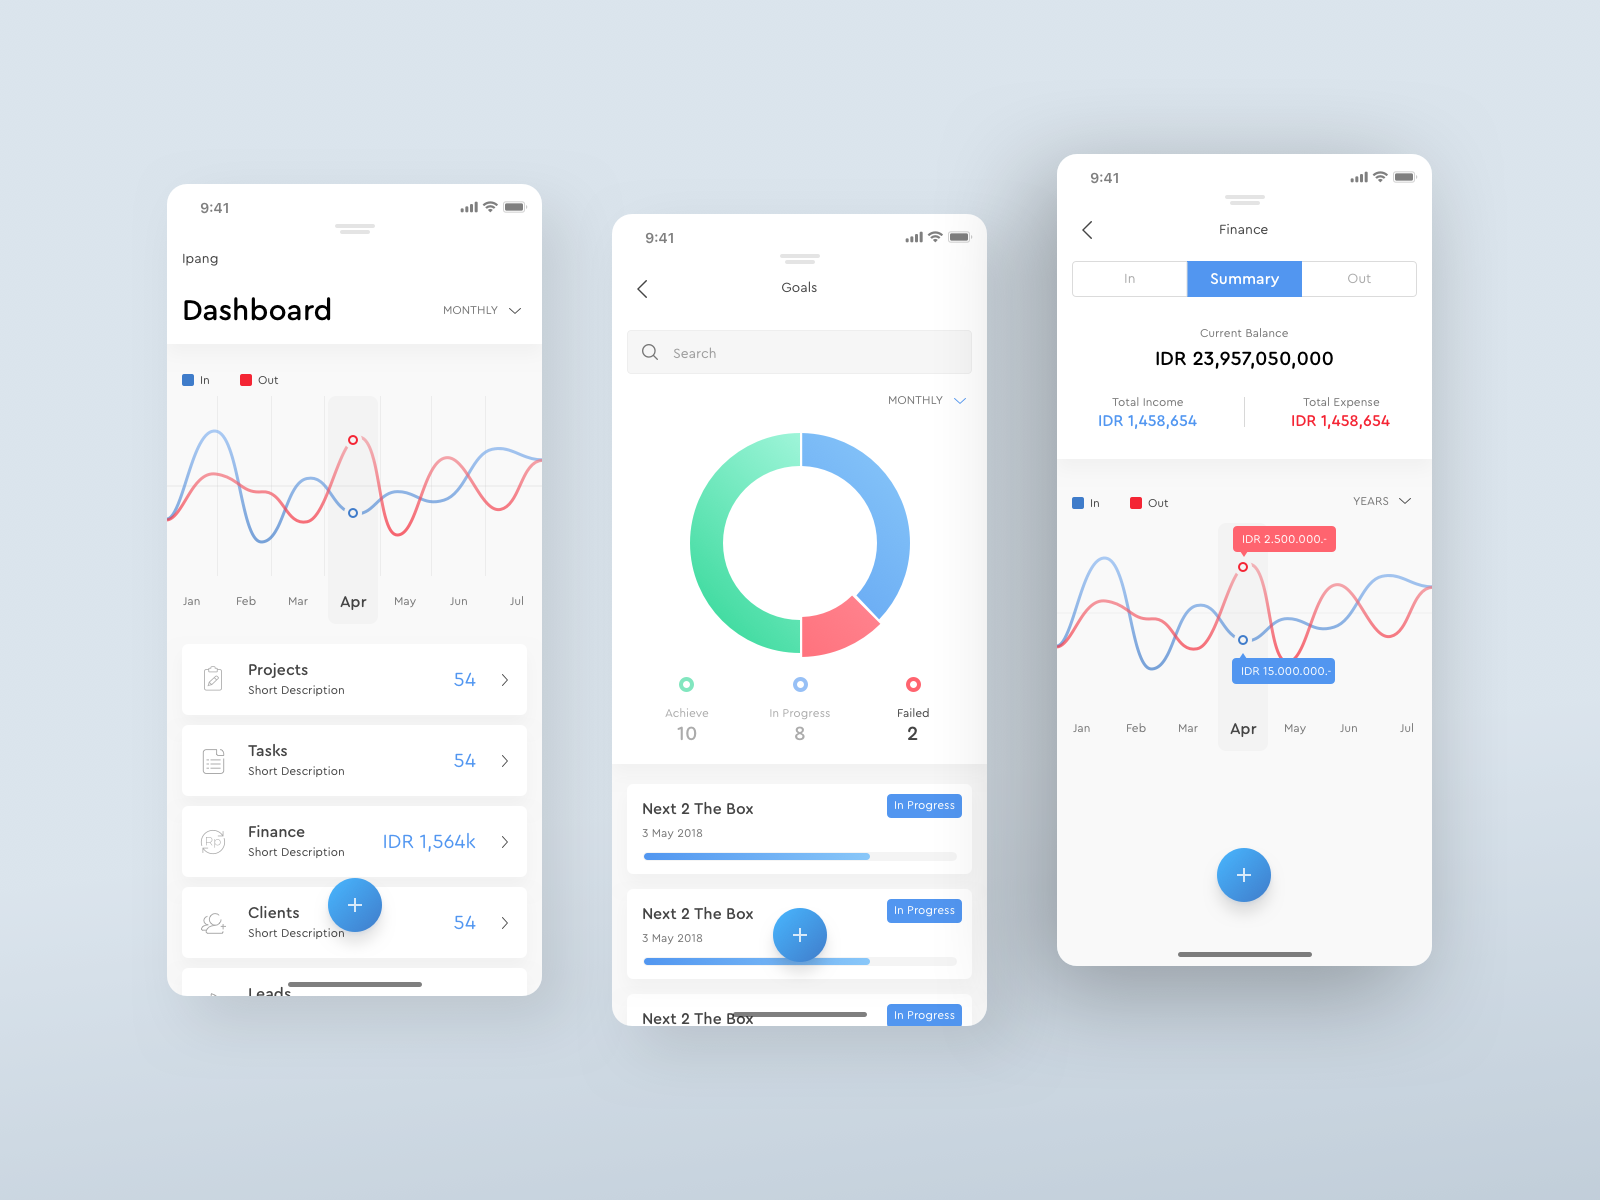 9:41
Ipang
Dashboard
MONTHLY
In
Out
Jan
Feb
Mar
Apr
May
Jun
Jul
Projects
Short Description
54
Tasks
Short Description
54
Rp
Finance
Short Description
IDR 1,564k
Clients
Short Description
54
Leads
9:41
Goals
Search
MONTHLY
Achieve
10
In Progress
8
Failed
2
Next 2 The Box
In Progress
3 May 2018
Next 2 The Box
In Progress
3 May 2018
Next 2 The Box
In Progress
9:41
Finance
In
Summary
Out
Current Balance
IDR 23,957,050,000
Total Income
IDR 1,458,654
Total Expense
IDR 1,458,654
In
Out
YEARS
IDR 2.500.000.-
IDR 15.000.000.-
Jan
Feb
Mar
Apr
May
Jun
Jul